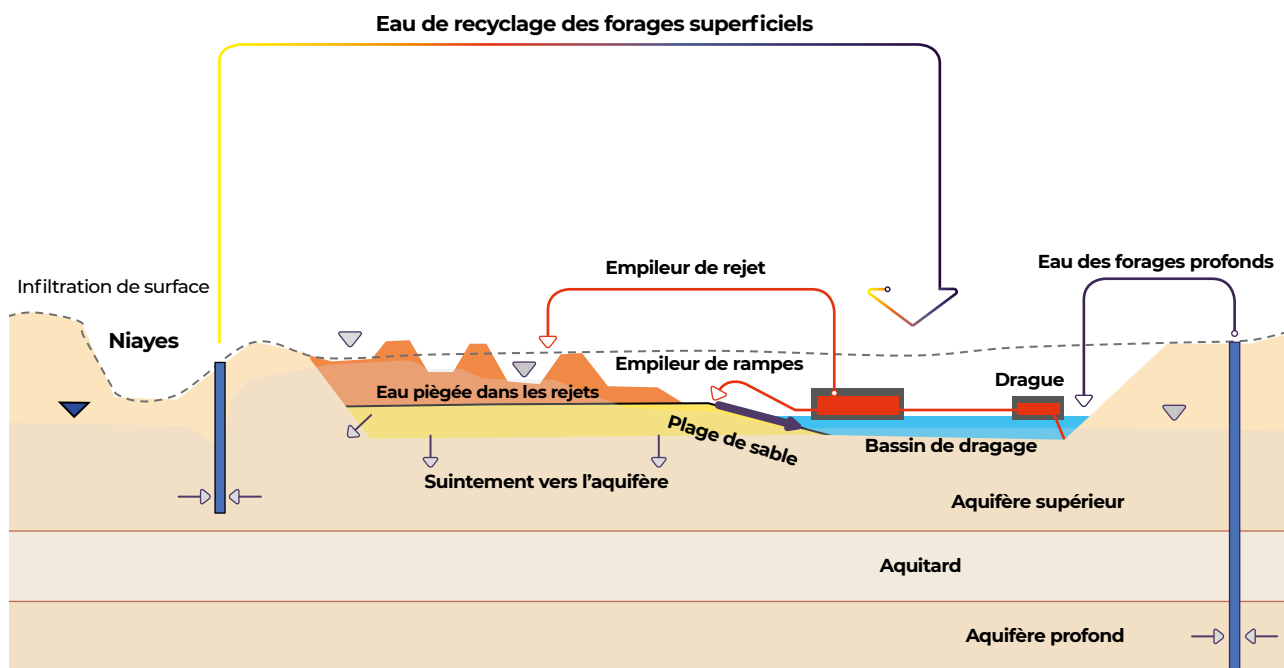 Eau de recyclage des forages superficiels
Empileur de rejet
Eau des forages profonds
Infiltration de surface
Niayes
Empileur de rampes
Drague
Eau piègée dans les rejets
Plage de sable
Bassin de dragage
Suintement vers l'aquifère
Aquifère supérieur
Aquitard
Aquifère profond